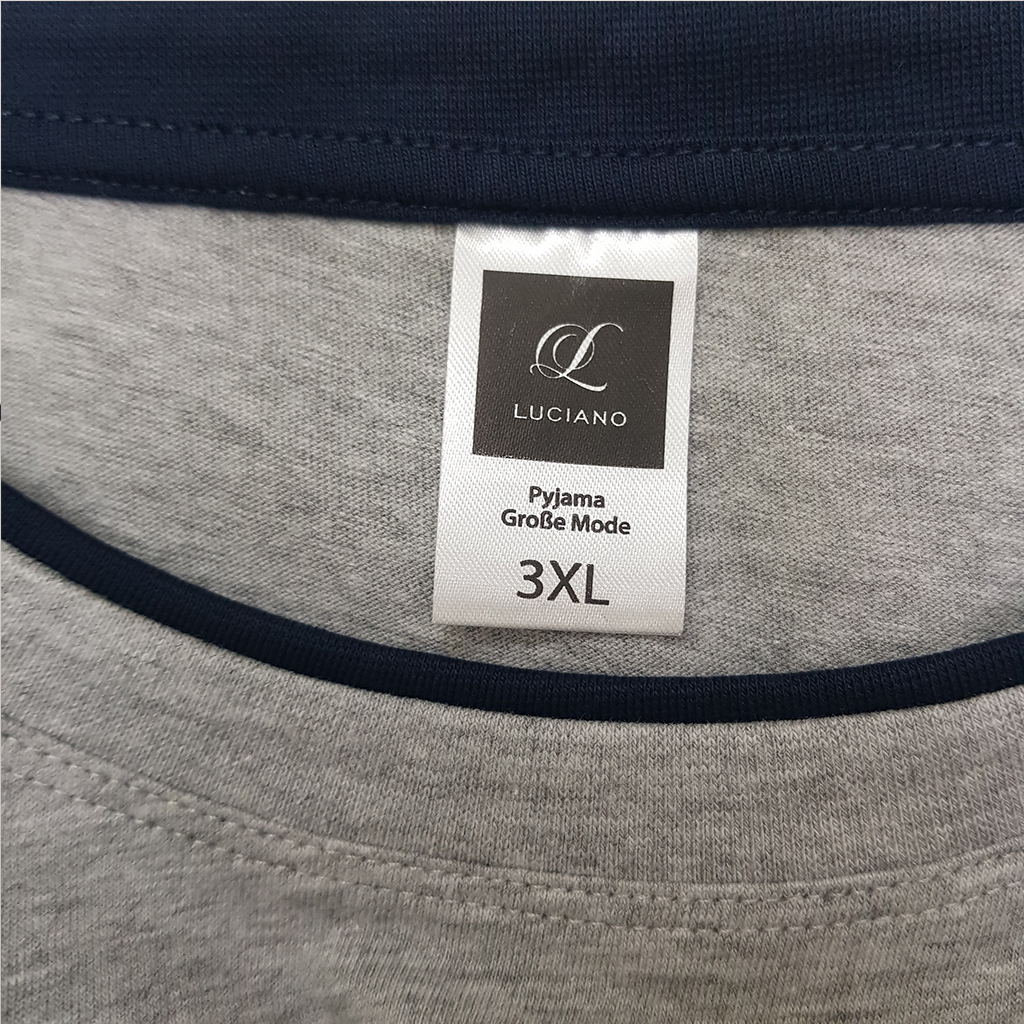 L
LUCIANO
Pyjama
Große Mode
3XL